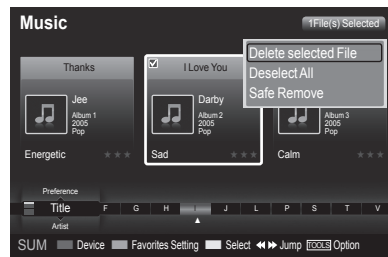 Music
1File(s) Selected
Delete selected File
Deselect All
Safe Remove
Thanks
I Love You
Jee
Album 1
2005
Pop
Darby
Album 2
2005
Pop
Album 3
2005
Pop
Energetic ★★★
Sad ★★★
Calm ★★★
Preference
Title F G H I J L P S T V
Artist
SUM Device Favorites Setting Select ◀◀ ▶▶ Jump TOOLS Option